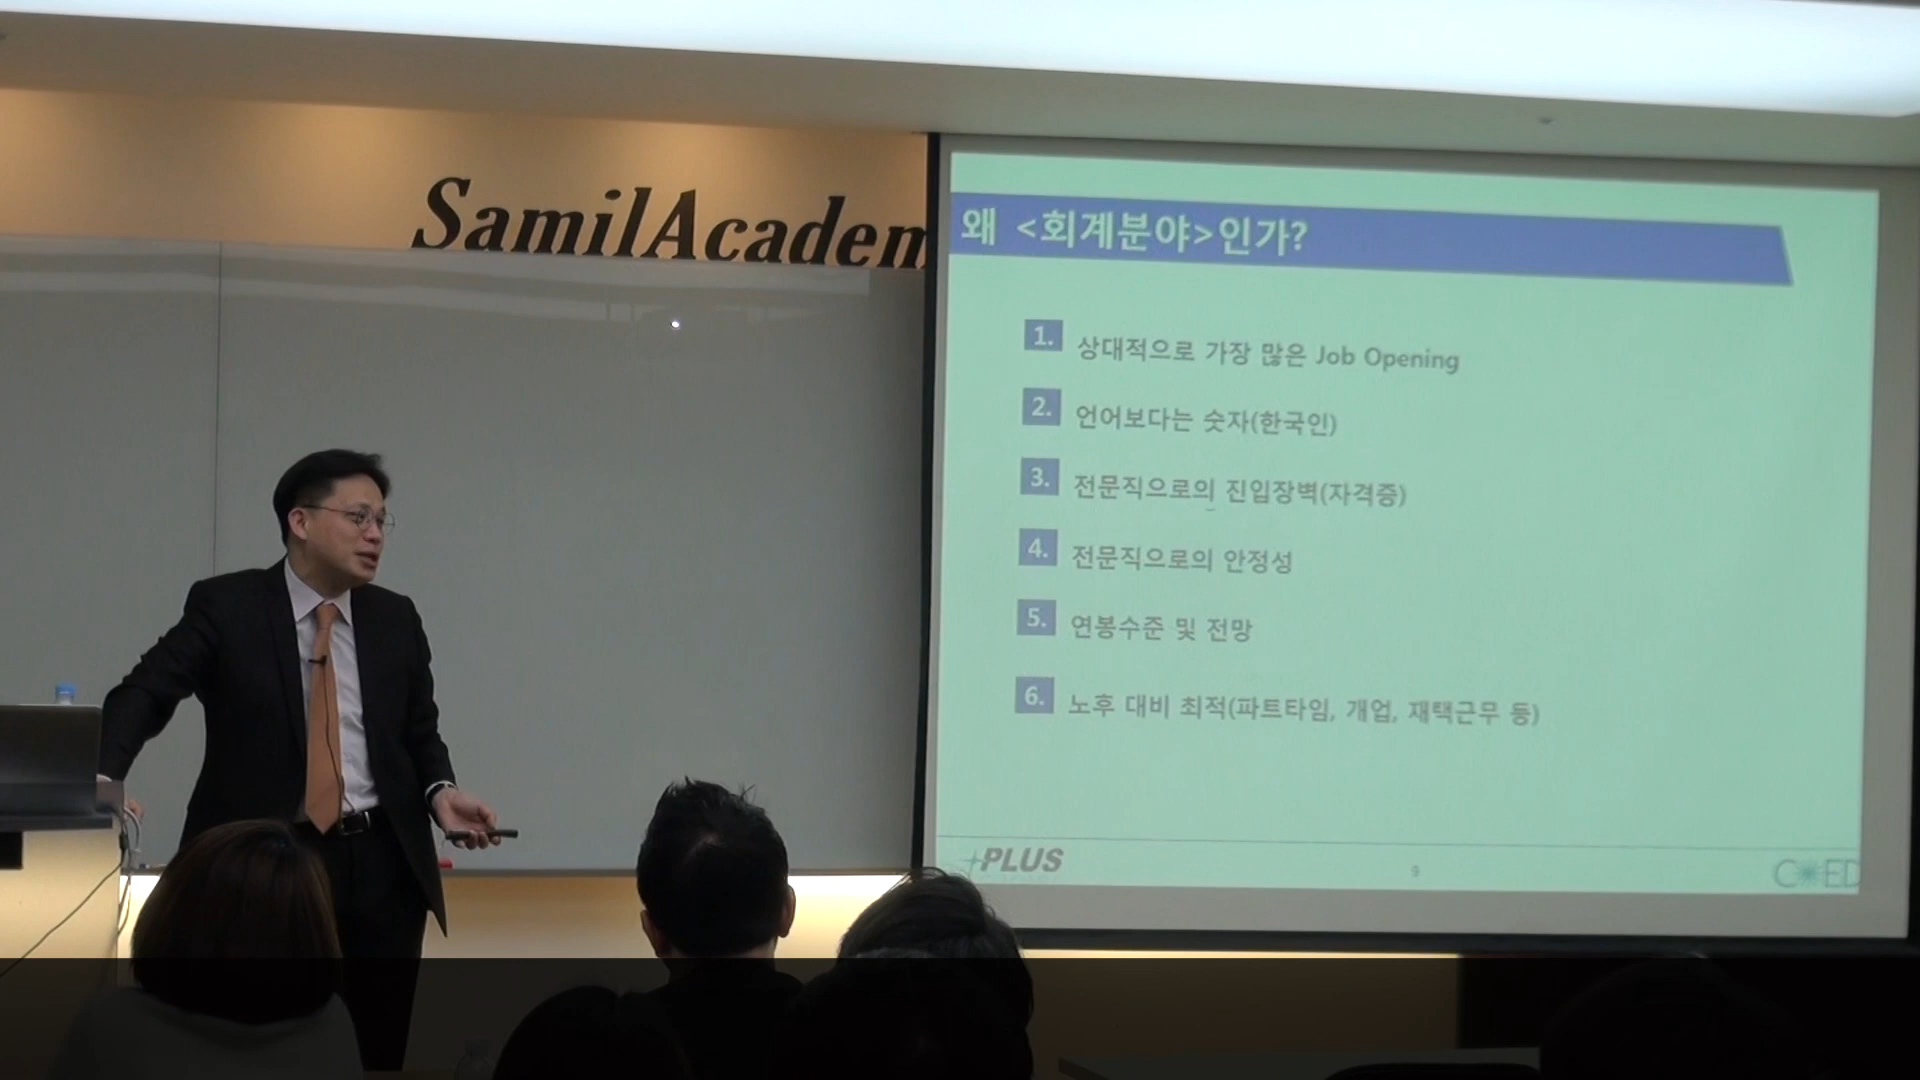 SamilAcadem
왜 <회계분야>인가?
1. 상대적으로 가장 많은 Job Opening
2. 언어보다는 숫자(한국인)
3. 전문직으로의 진입장벽(자격증)
4. 전문직으로의 안정성
5. 연봉수준 및 전망
6. 노후 대비 최적(파트타임, 개업, 재택근무 등)
PLUS
9